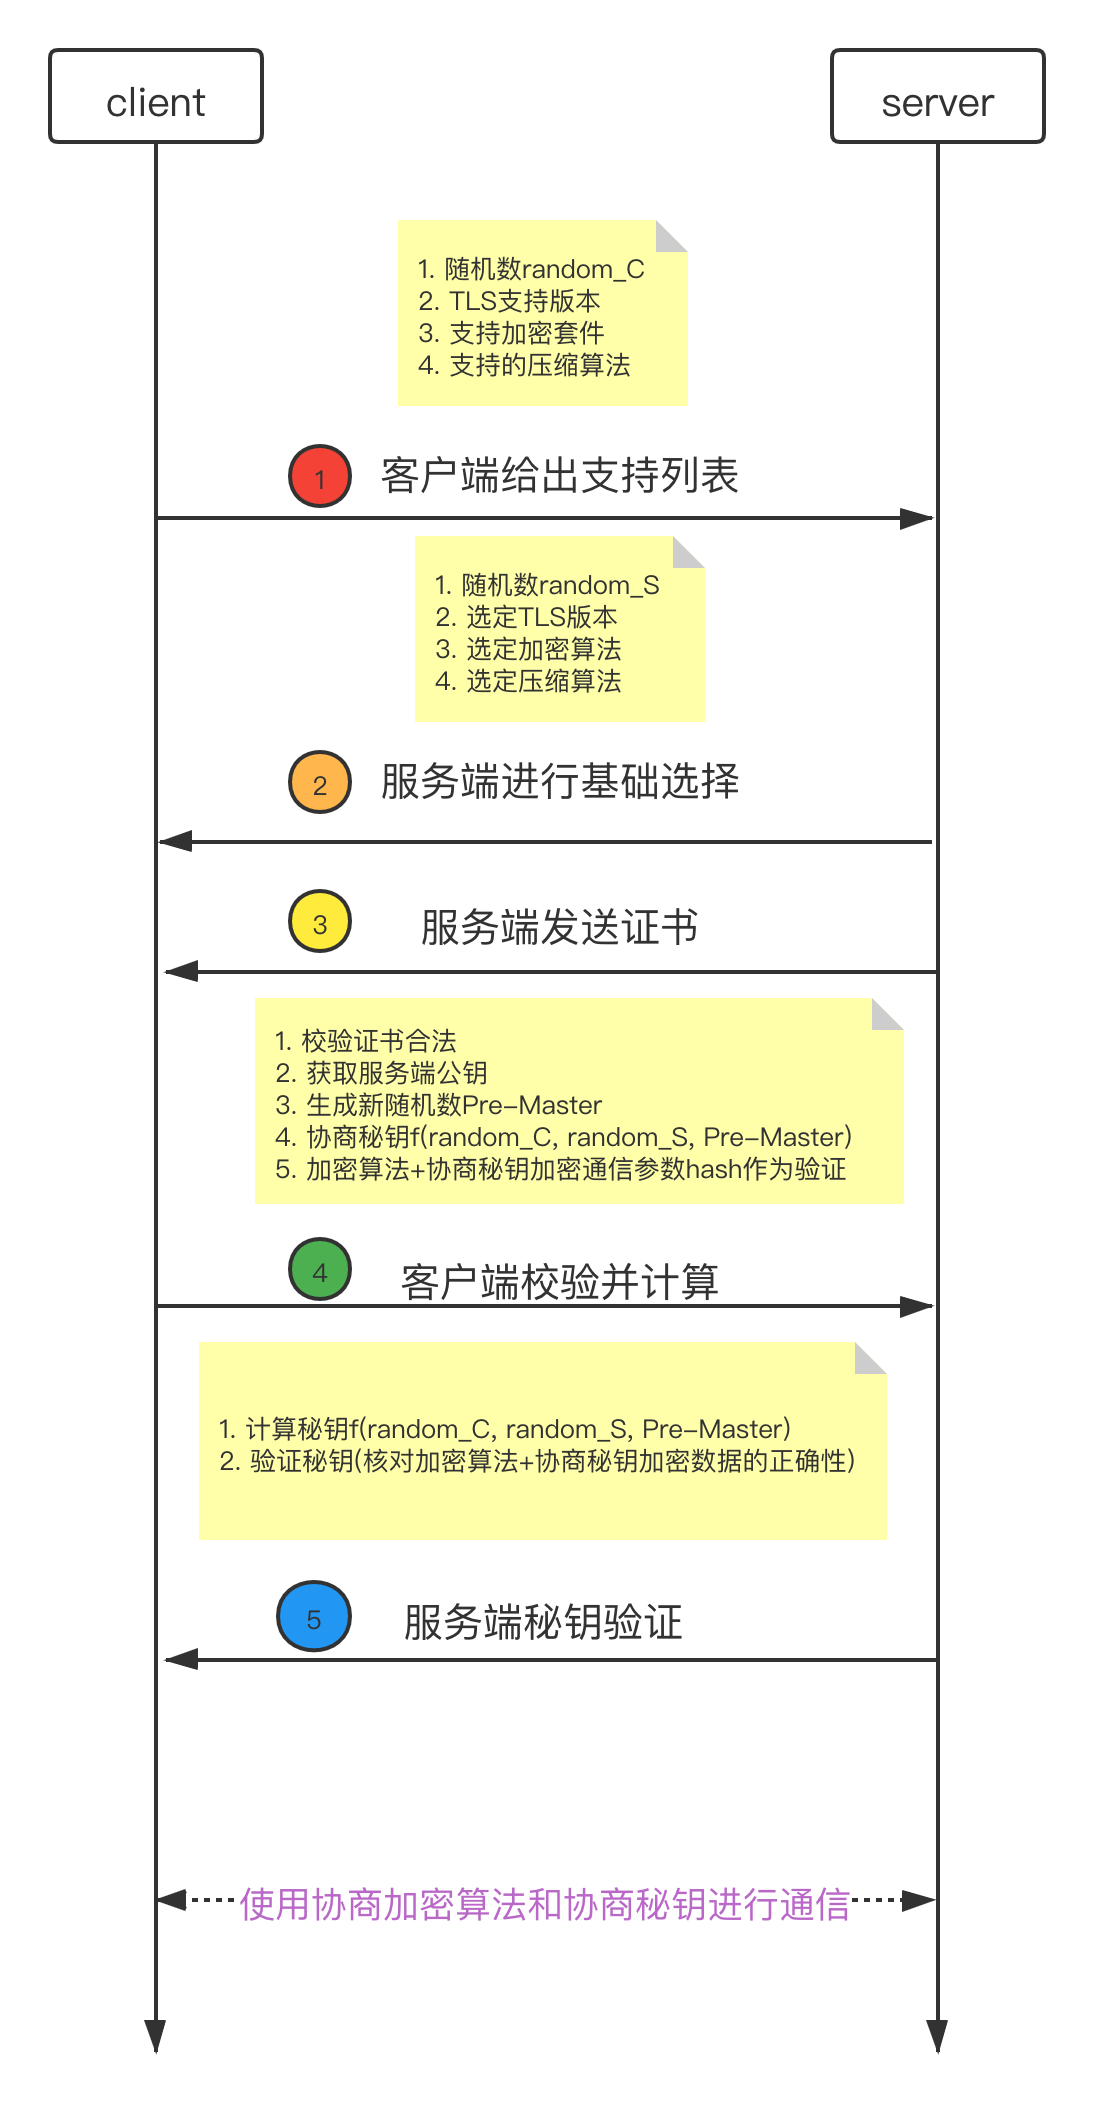 client
server
1. 随机数random_C
2. TLS支持版本
3. 支持加密套件
4. 支持的压缩算法
1
客户端给出支持列表
1. 随机数random_S
2. 选定TLS版本
3. 选定加密算法
4. 选定压缩算法
2
服务端进行基础选择
3
服务端发送证书
1. 校验证书合法
2. 获取服务端公钥
3. 生成新随机数Pre-Master
4. 协商秘钥f(random_C, random_S, Pre-Master)
5. 加密算法+协商秘钥加密通信参数hash作为验证
4
客户端校验并计算
1. 计算秘钥f(random_C, random_S, Pre-Master)
2. 验证秘钥(核对加密算法+协商秘钥加密数据的正确性)
5
服务端秘钥验证
使用协商加密算法和协商秘钥进行通信